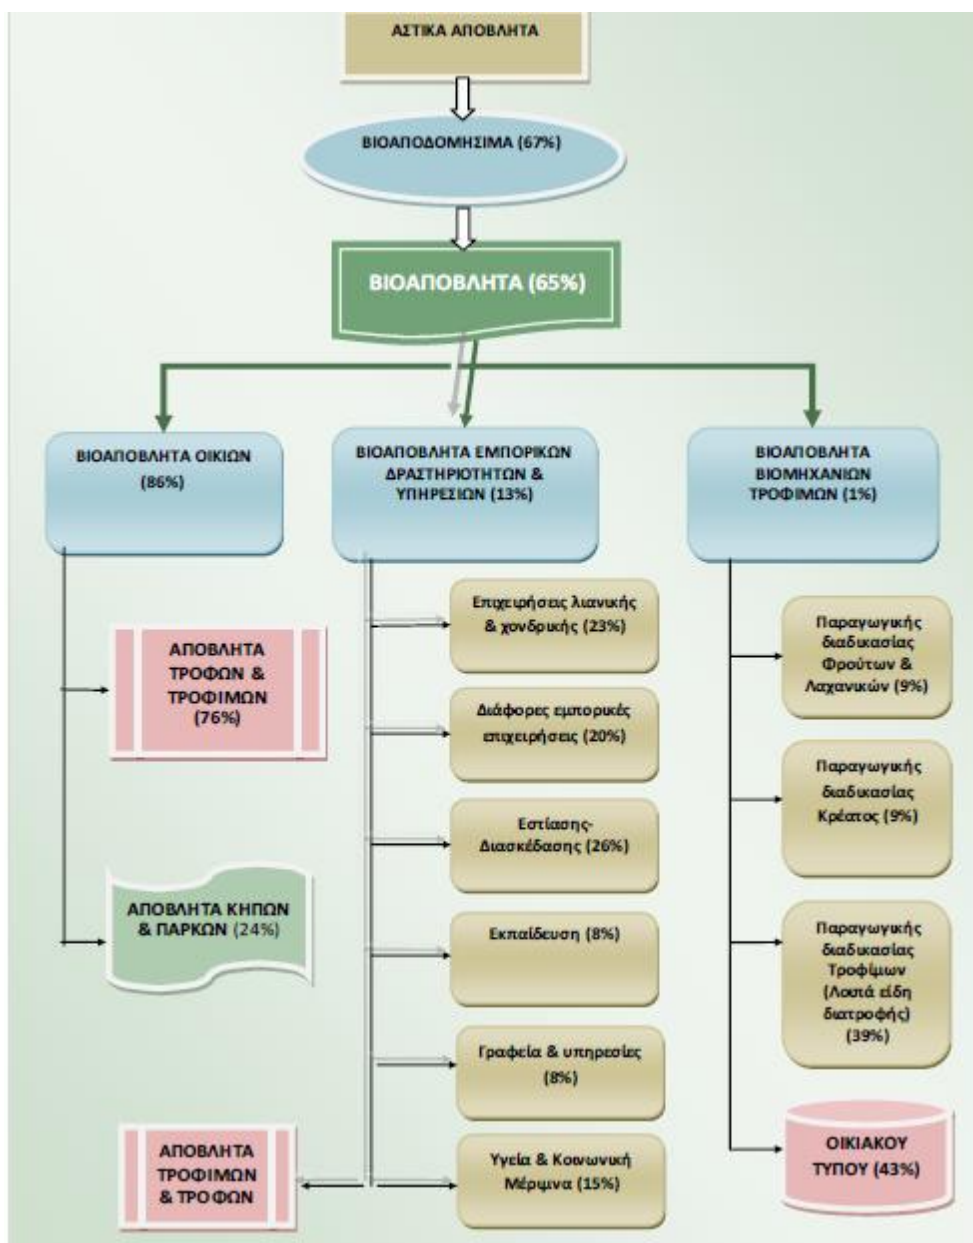 ΑΣΤΙΚΑ ΑΠΟΒΛΗΤΑ
ΒΙΟΑΠΟΔΟΜΗΣΙΜΑ (67%)
ΒΙΟΑΠΟΒΛΗΤΑ (65%)
ΒΙΟΑΠΟΒΛΗΤΑ ΟΙΚΙΩΝ
(86%)
ΒΙΟΑΠΟΒΛΗΤΑ ΕΜΠΟΡΙΚΩΝ
ΔΡΑΣΤΗΡΙΟΤΗΤΩΝ &
ΥΠΗΡΕΣΙΩΝ (13%)
ΒΙΟΑΠΟΒΛΗΤΑ
ΒΙΟΜΗΧΑΝΙΩΝ
ΤΡΟΦΙΜΩΝ (1%)
ΑΠΟΒΛΗΤΑ
ΤΡΟΦΩΝ &
ΤΡΟΦΙΜΩΝ
(76%)
ΑΠΟΒΛΗΤΑ ΚΗΠΩΝ
& ΠΑΡΚΩΝ (24%)
Επιχειρήσεις λιανικής
& χονδρικής (23%)
Διάφορες εμπορικές
επιχειρήσεις (20%)
Εστίασης-
Διασκέδασης (26%)
Εκπαίδευση (8%)
Γραφεία & υπηρεσίες
(8%)
Υγεία & Κοινωνική
Μέριμνα (15%)
ΑΠΟΒΛΗΤΑ
ΤΡΟΦΙΜΩΝ
& ΤΡΟΦΩΝ
Παραγωγικής
διαδικασίας
Φρούτων &
Λαχανικών (9%)
Παραγωγικής
διαδικασίας
Κρέατος (9%)
Παραγωγικής
διαδικασίας
Τροφίμων
(Λοιπά είδη
διατροφής)
(39%)
ΟΙΚΙΑΚΟΥ
ΤΥΠΟΥ (43%)